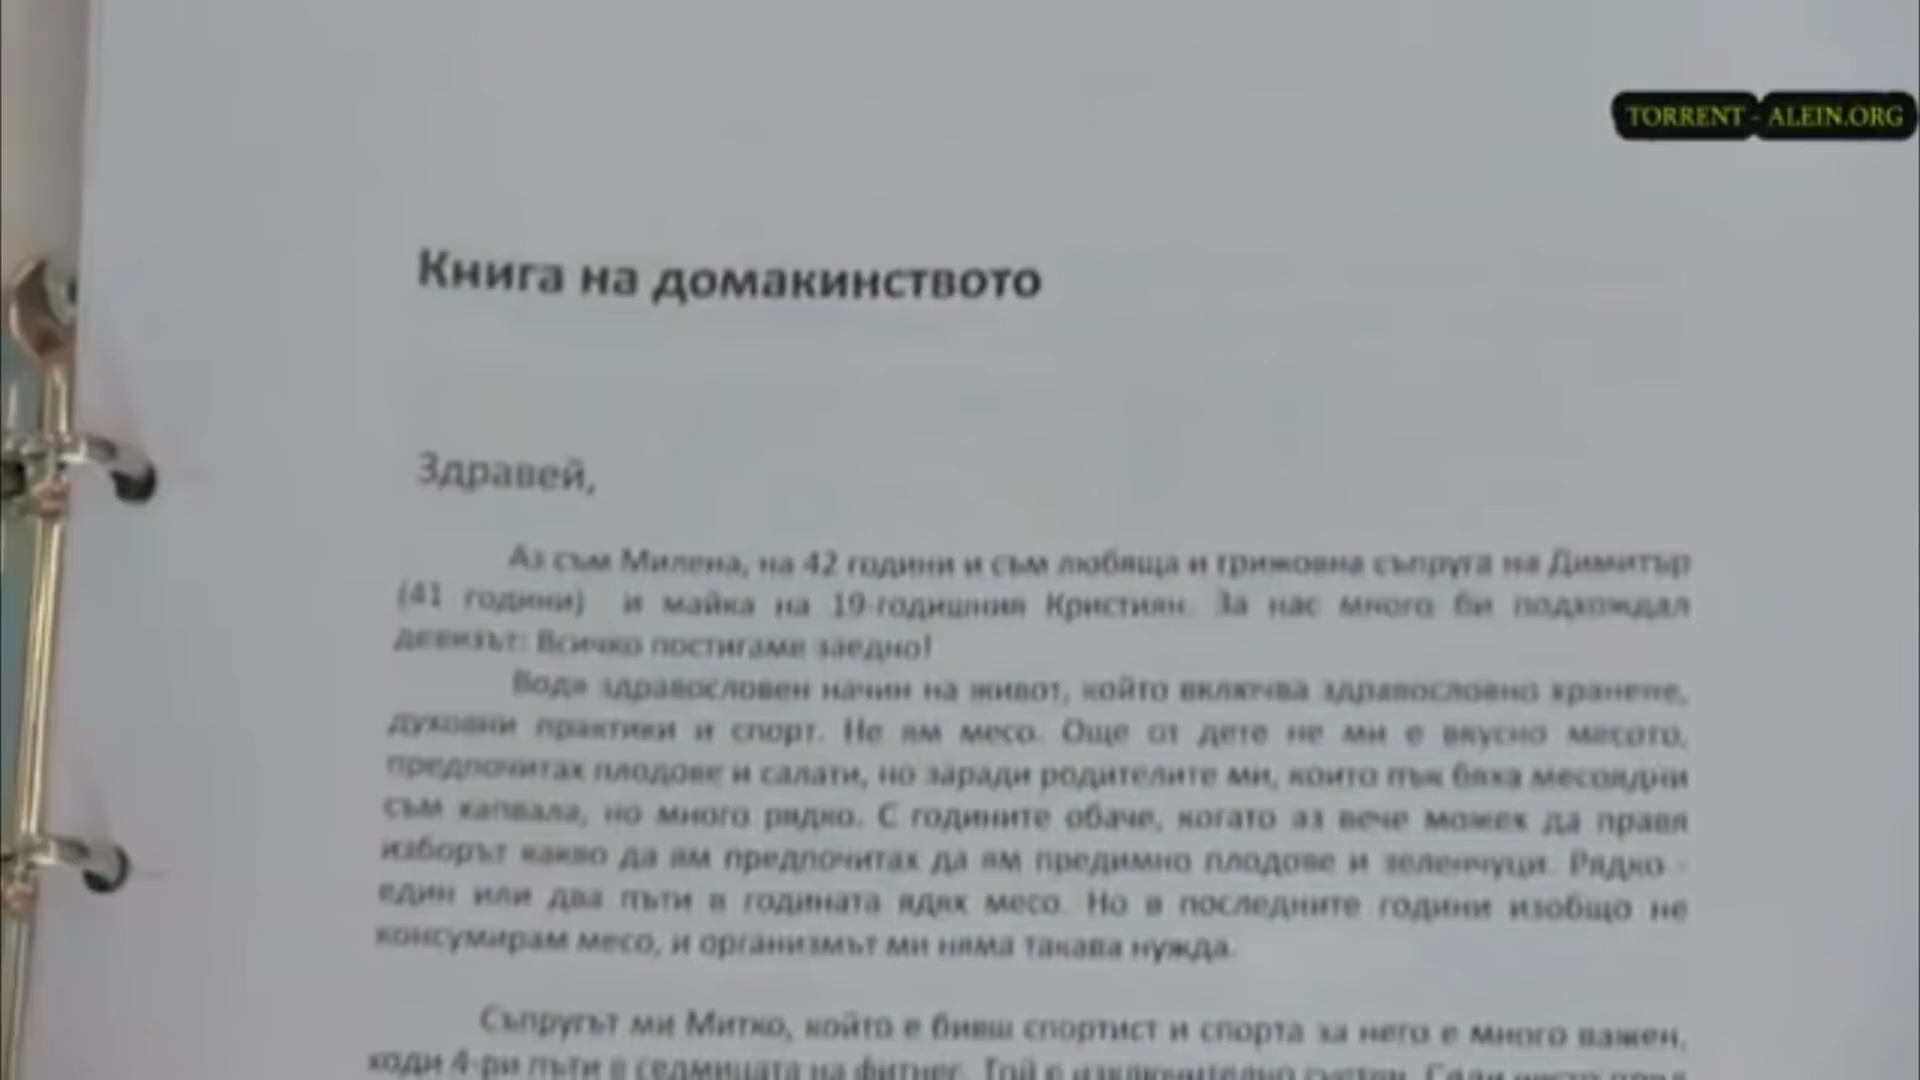 TORRENT - ALEIN.ORG
Книга на домакинството
Здравей,
Аз съм Милена, на 42 години и съм любяща и грижовна съпруга на Димитър
(41 години) и майка на 19-годишния Кристиян. За нас много би подхождал
девизът: Всичко постигаме заедно!
Водя здравословен начин на живот, който включва здравословно хранене,
духовни практики и спорт. Не ям месо. Още от дете не ми е вкусно месото,
предпочитах плодове и салати, но заради родителите ми, които пък бяха месоядни
съм хапвала, но много рядко. С годините обаче, когато аз вече можех да правя
изборът какво да ям предпочитах да ям предимно плодове и зеленчуци. Рядко -
един или два пъти в годината ядях месо. Но в последните години изобщо не
консумирам месо, и организмът ми няма такава нужда.
Съпругът ми Митко, който е бивш спортист и спорта за него е много важен,
ходи 4-ри пъти в седмицата на фитнес. Той е изключително